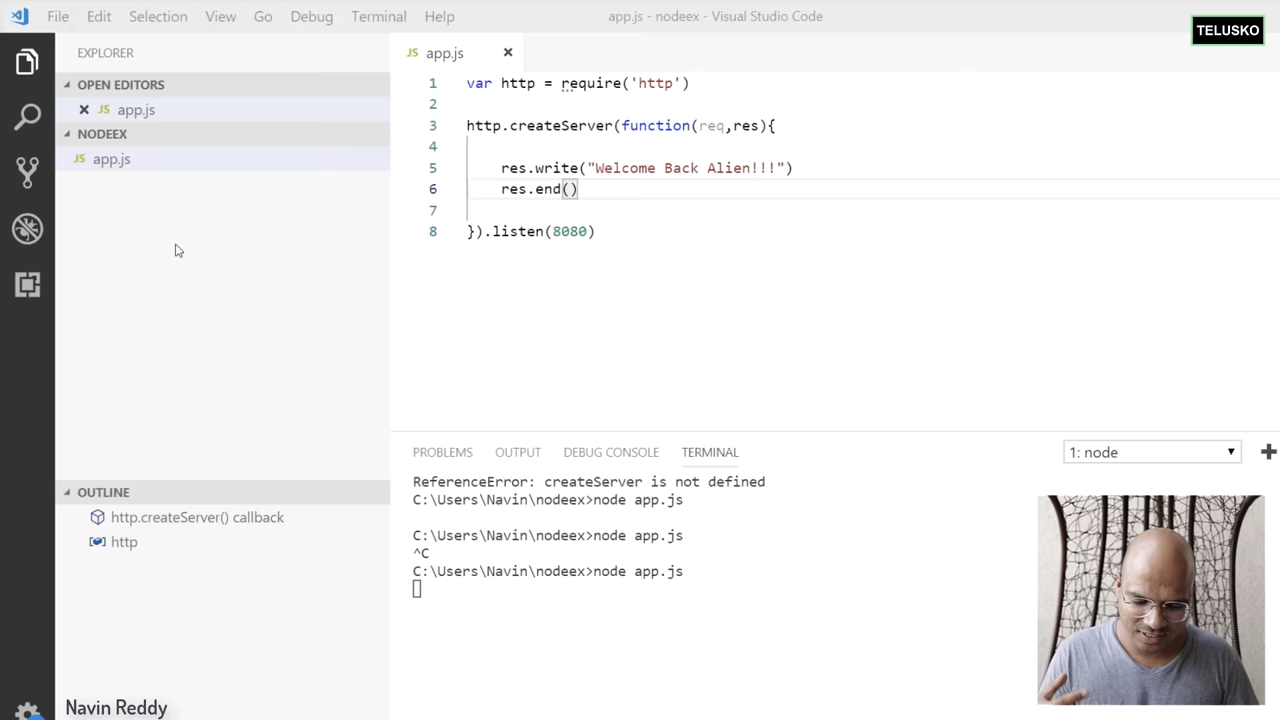 File Edit Selection View Go Debug Terminal Help
app.js - nodeex - Visual Studio Code
TELUSKO
EXPLORER
OPEN EDITORS
JS app.js
NODEEX
JS app.js
OUTLINE
http.createServer() callback
http
Navin Reddy
JS app.js
1 var http = require('http')
2
3 http.createServer(function(req,res){
4
5 res.write("Welcome Back Alien!!!")
6 res.end()
7
8 }).listen(8080)
PROBLEMS OUTPUT DEBUG CONSOLE TERMINAL
1: node
ReferenceError: createServer is not defined
C:\Users\Navin\nodeex>node app.js
C:\Users\Navin\nodeex>node app.js
^C
C:\Users\Navin\nodeex>node app.js